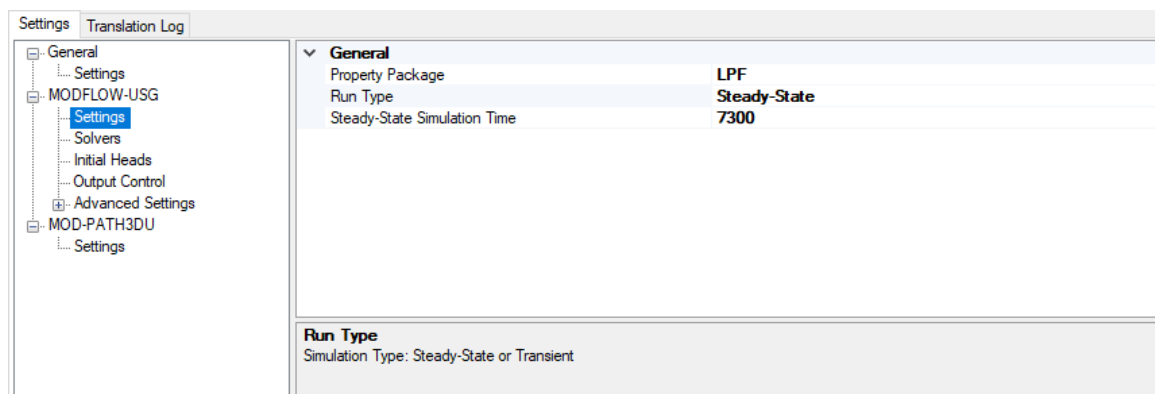 Settings Translation Log
General
Settings
MODFLOW-USG
Settings
Solvers
Initial Heads
Output Control
Advanced Settings
MOD-PATH3DU
Settings
General
Property Package LPF
Run Type Steady-State
Steady-State Simulation Time 7300
Run Type
Simulation Type: Steady-State or Transient